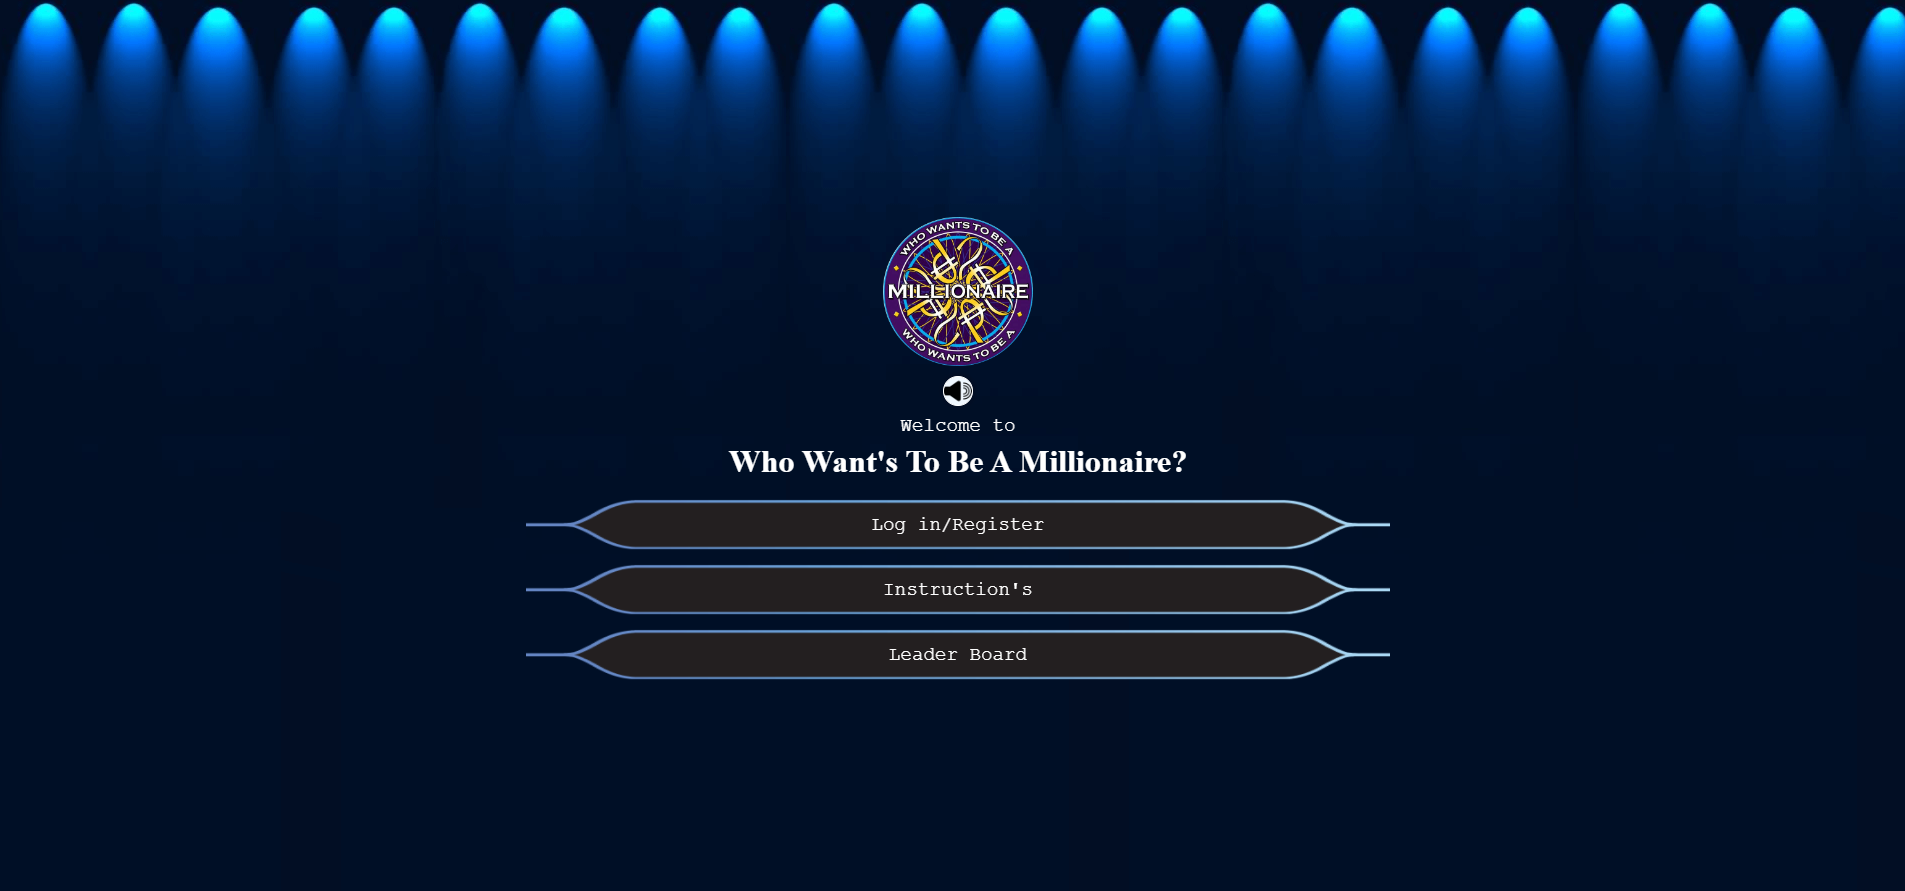 WHO WANTS TO BE A
MILLIONAIRE
WHO WANTS TO BE A
Welcome to
Who Want's To Be A Millionaire?
Log in/Register
Instruction's
Leader Board